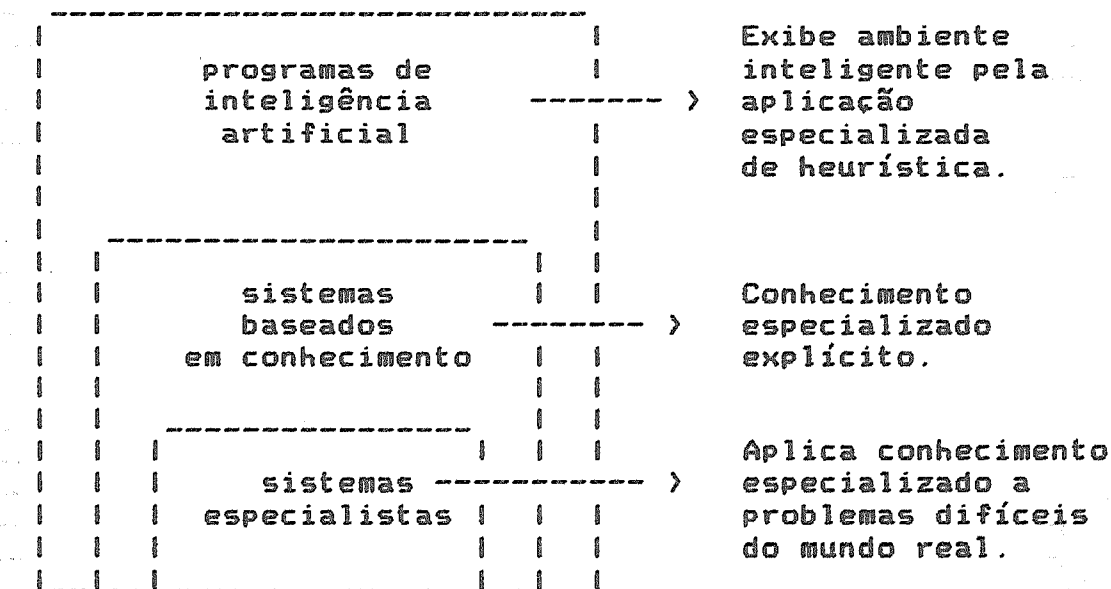 programas de
inteligência
artificial
Exibe ambiente
inteligente pela
aplicação
especializada
de heurística.
sistemas
baseados
em conhecimento
Conhecimento
especializado
explícito.
sistemas
especialistas
Aplica conhecimento
especializado a
problemas difíceis
do mundo real.